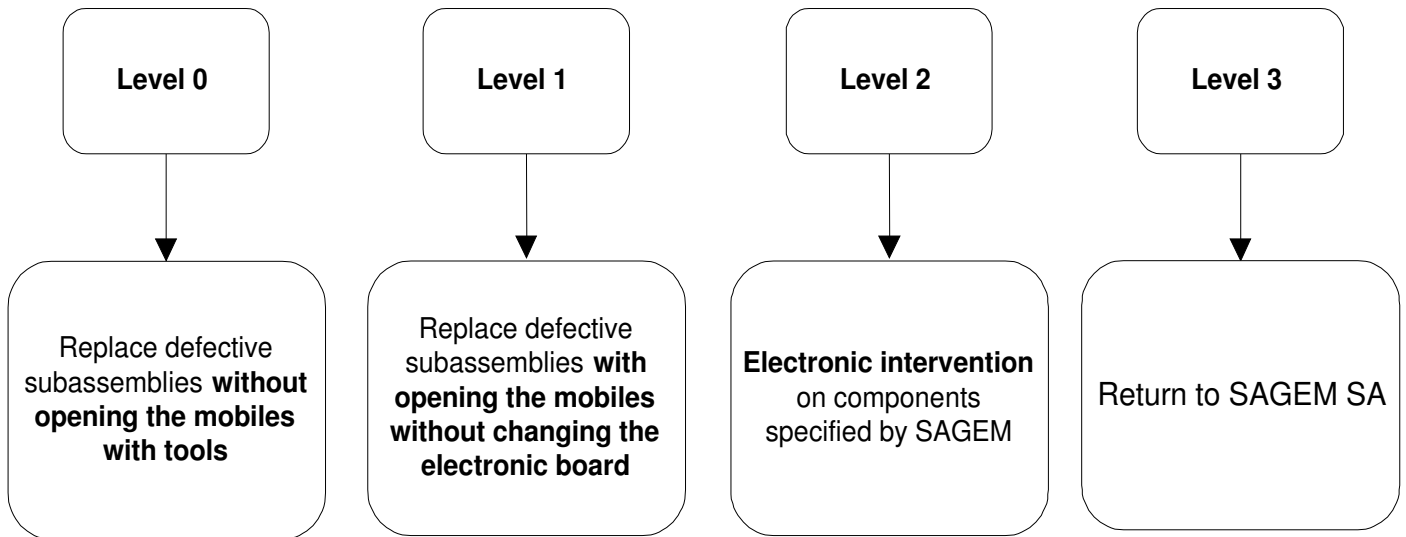 Level 0
Level 1
Level 2
Level 3
Replace defective
subassemblies without
opening the mobiles
with tools
Replace defective
subassemblies with
opening the mobiles
without changing the
electronic board
Electronic intervention
on components
specified by SAGEM
Return to SAGEM SA